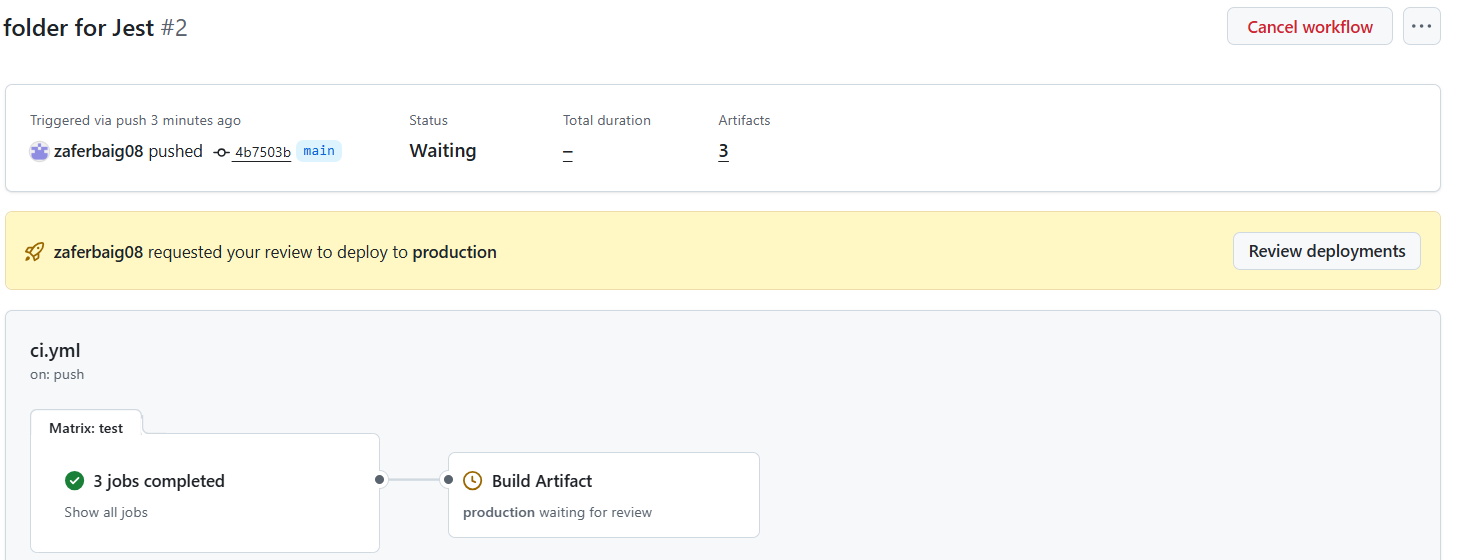 folder for Jest #2
Cancel workflow
...
Triggered via push 3 minutes ago
Status
Total duration
Artifacts
zaferbaig08 pushed 4b7503b main
Waiting
–
3
zaferbaig08 requested your review to deploy to production
Review deployments
ci.yml
on: push
Matrix: test
3 jobs completed
Show all jobs
Build Artifact
production waiting for review